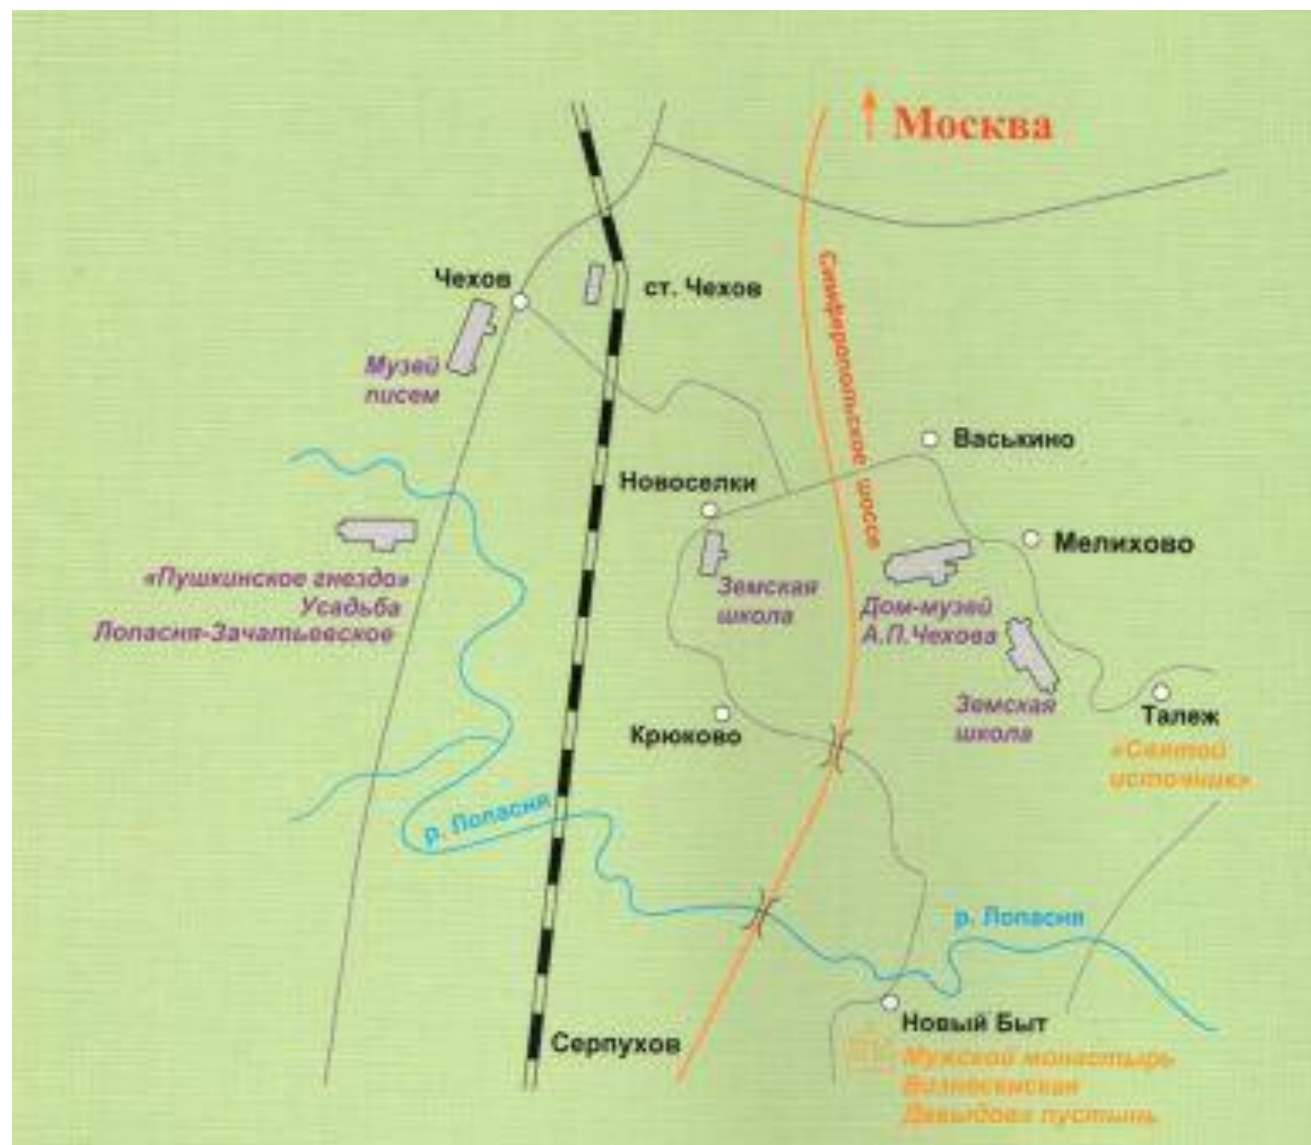 Москва
Чехов
ст. Чехов
Симферопольское шоссе
Музей
писем
Васькино
Новоселки
Мелихово
«Пушкинское гнездо»
Усадьба
Лопасня-Зачатьевское
Земская
школа
Дом-музей
А.П.Чехова
Земская
школа
Талеж
«Святой
источник»
Крюково
р. Лопасня
р. Лопасня
Новый Быт
Серпухов
Мужской монастырь
Вознесенская
Давыдова пустынь